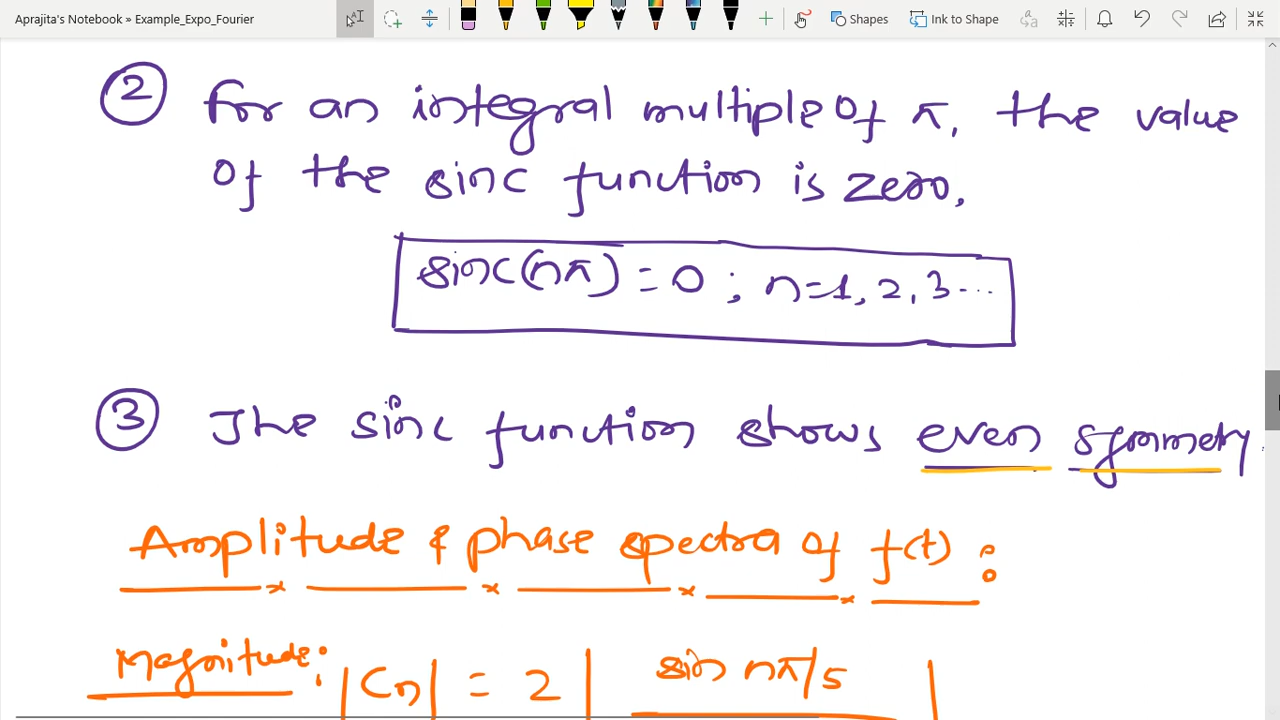 Aprajita's Notebook » Example_Expo_Fourier
Shapes
Ink to Shape
② For an integral multiple of π, the value
of the sinc function is zero.
sinc(nπ) = 0 ; n=1, 2, 3...
③ The sinc function shows even symmetry.
Amplitude & phase spectra of f(t) :
Magnitude: |Cn| = 2 | sin nπ/5 |